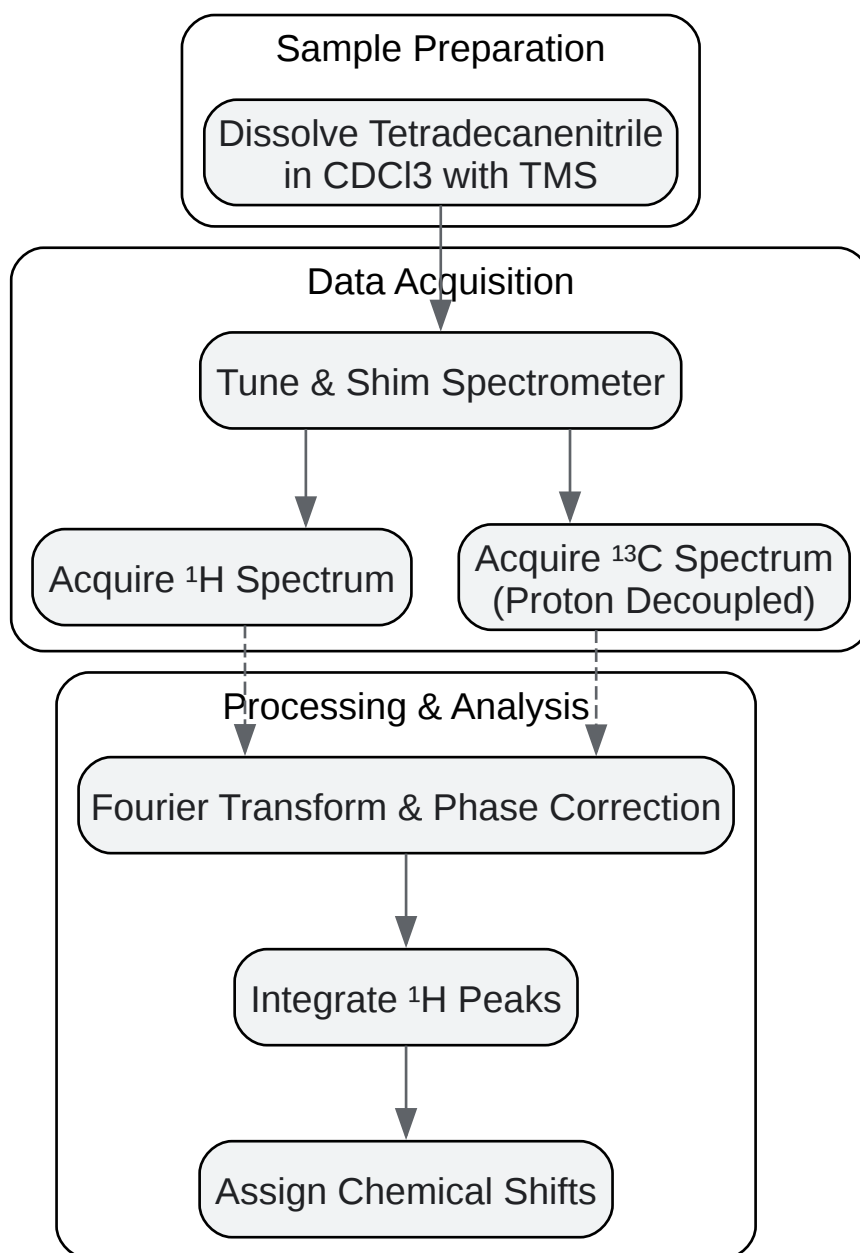 Sample Preparation
Dissolve Tetradecanenitrile
in CDCl3 with TMS
Data Acquisition
Tune & Shim Spectrometer
Acquire ¹H Spectrum
Acquire ¹³C Spectrum
(Proton Decoupled)
Processing & Analysis
Fourier Transform & Phase Correction
Integrate ¹H Peaks
Assign Chemical Shifts